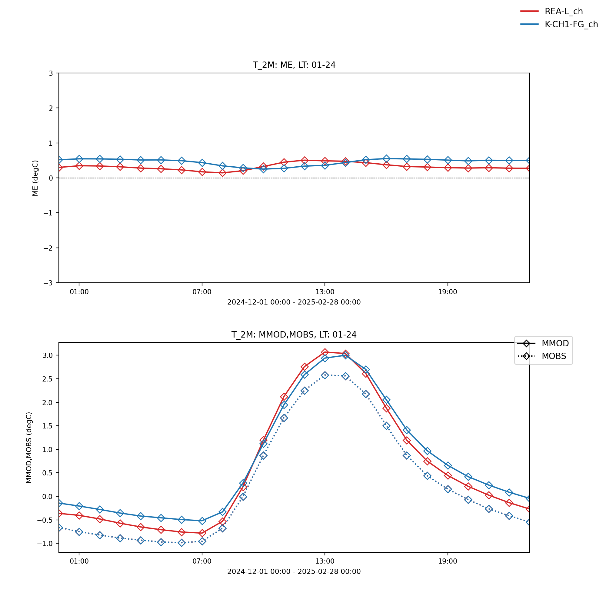 REA-L_ch
K-CH1-FG_ch
T_2M: ME, LT: 01-24
ME (degC)
3
2
1
0
−1
−2
−3
01:00 07:00 13:00 19:00
2024-12-01 00:00 - 2025-02-28 00:00
T_2M: MMOD,MOBS, LT: 01-24
MMOD
MOBS
MMOD,MOBS (degC)
3.0
2.5
2.0
1.5
1.0
0.5
0.0
−0.5
−1.0
01:00 07:00 13:00 19:00
2024-12-01 00:00 - 2025-02-28 00:00